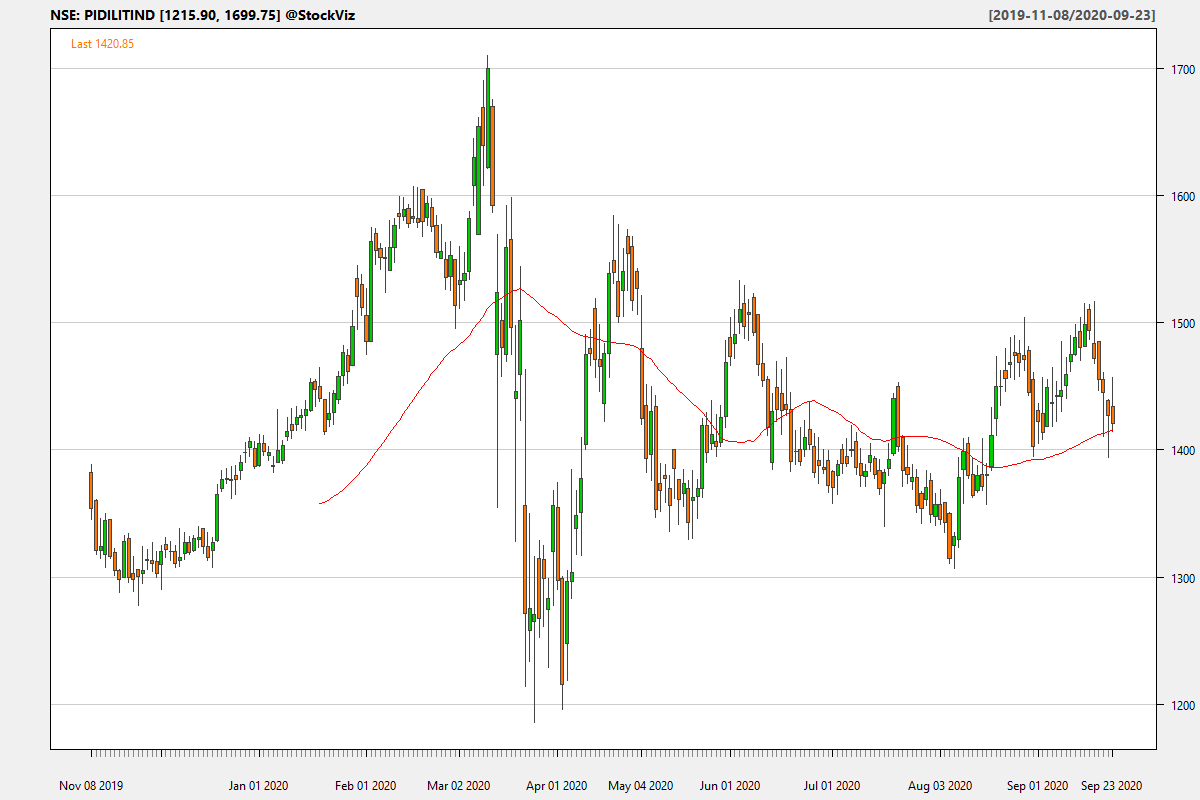 NSE: PIDILITIND [1215.90, 1699.75] @StockViz
[2019-11-08/2020-09-23]
Last 1420.85
1700
1600
1500
1400
1300
1200
Nov 08 2019
Jan 01 2020
Feb 01 2020
Mar 02 2020
Apr 01 2020
May 04 2020
Jun 01 2020
Jul 01 2020
Aug 03 2020
Sep 01 2020
Sep 23 2020